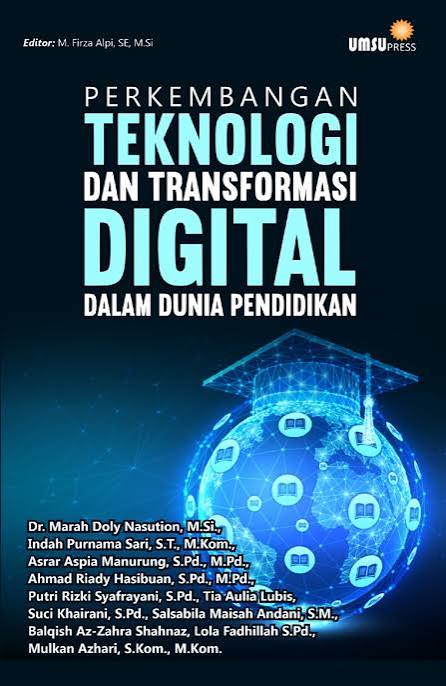 Editor: M. Firza Alpi, SE, M.Si
UMSU PRESS
PERKEMBANGAN
TEKNOLOGI
DAN TRANSFORMASI
DIGITAL
DALAM DUNIA PENDIDIKAN
Dr. Marah Doly Nasution, M.Si.,
Indah Purnama Sari, S.T., M.Kom.,
Asrar Aspia Manurung, S.Pd., M.Pd.,
Ahmad Riady Hasibuan, S.Pd., M.Pd.,
Putri Rizki Syafrayani, S.Pd., Tia Aulia Lubis,
Suci Khairani, S.Pd., Salsabila Maisah Andani, S.M.,
Balqish Az-Zahra Shahnaz, Lola Fadhillah S.Pd.,
Mulkan Azhari, S.Kom., M.Kom.